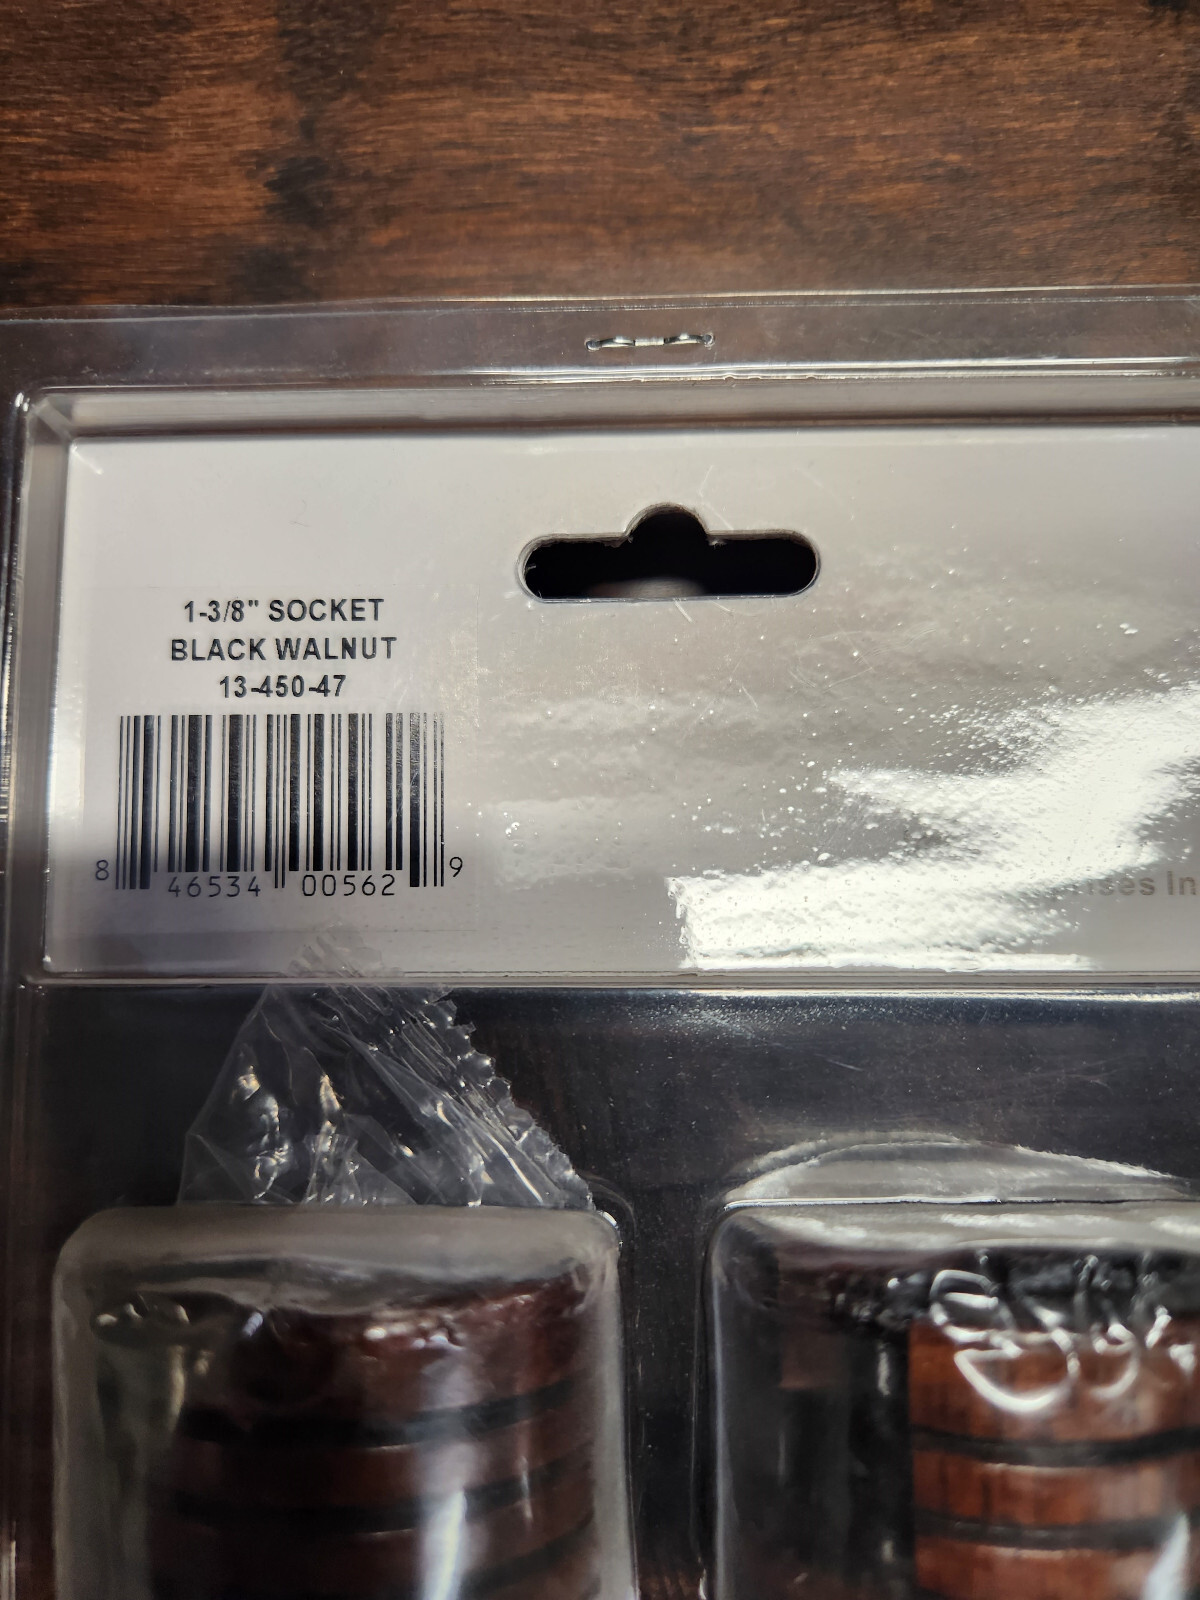 1-3/8" SOCKET
BLACK WALNUT
13-450-47
8 46534 00562 9